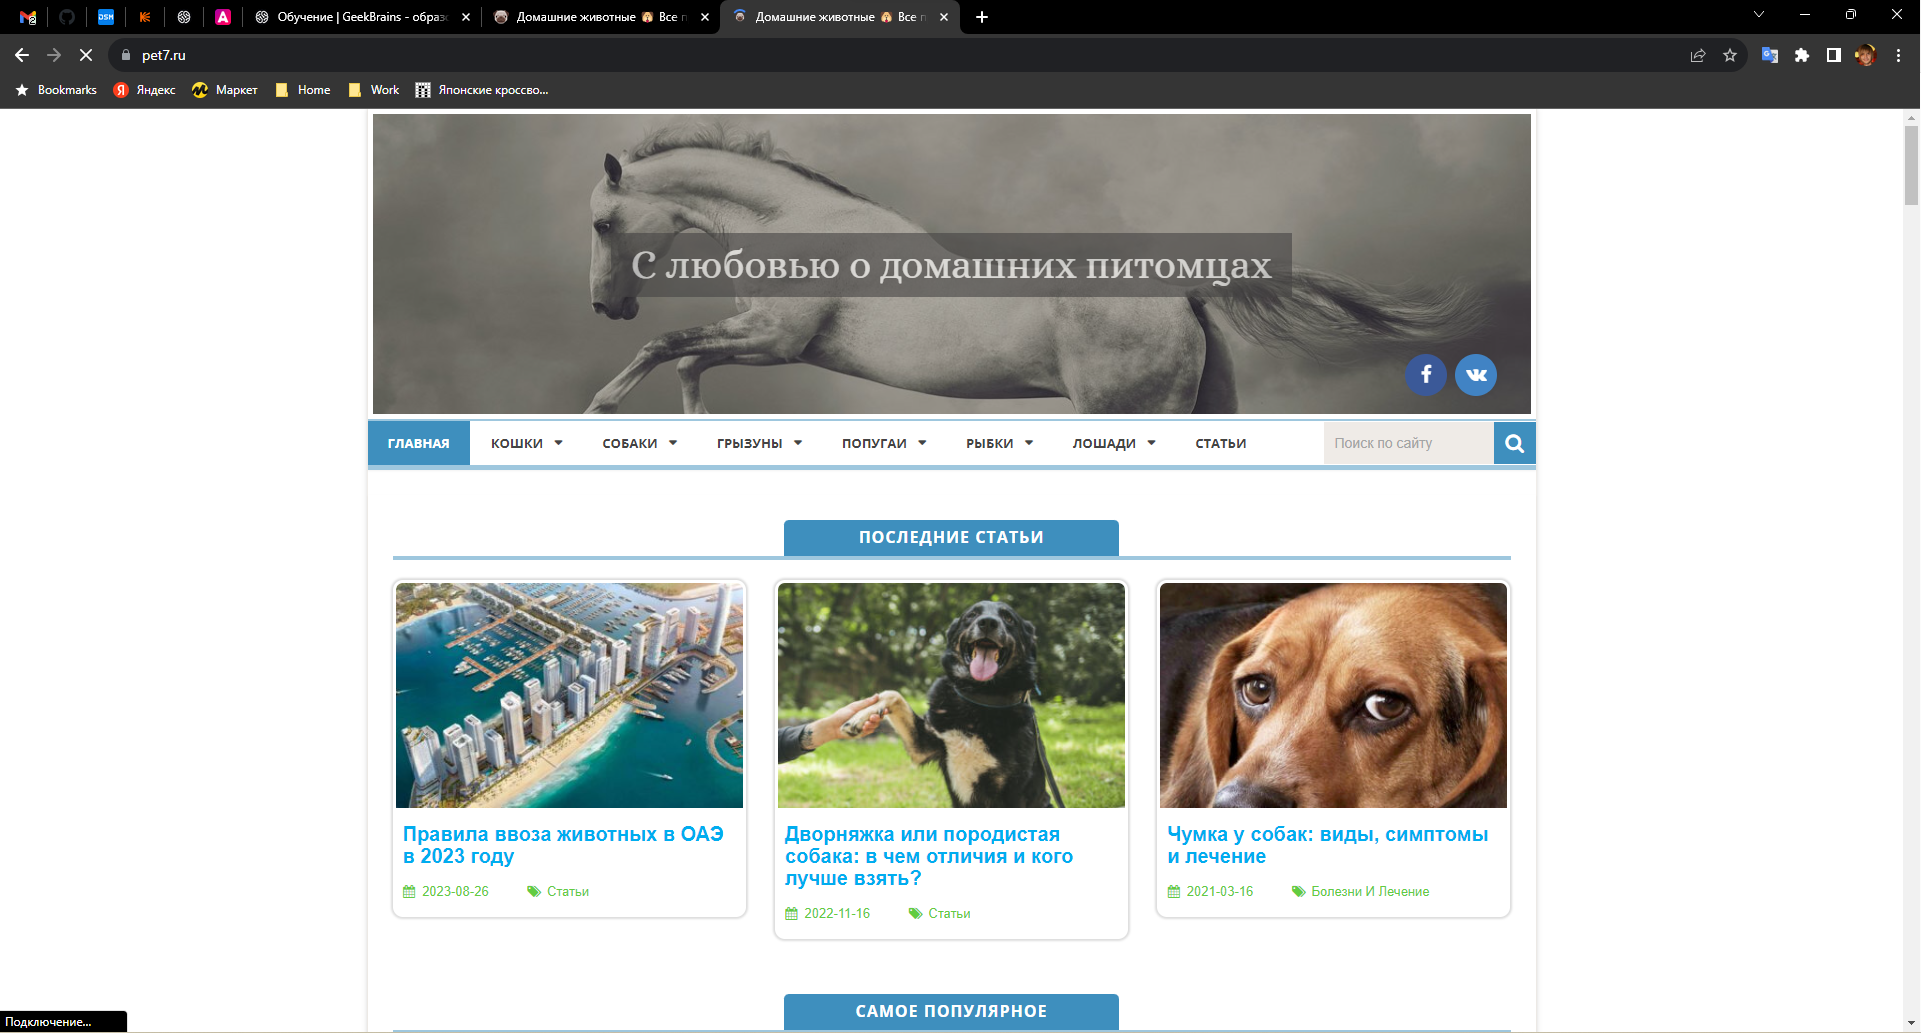 Обучение | GeekBrains - образо
Домашние животные 🐶 Все п
Домашние животные 🐶 Все п
pet7.ru
Bookmarks
Яндекс
Маркет
Home
Work
Японские кроссво...
С любовью о домашних питомцах
ГЛАВНАЯ
КОШКИ
СОБАКИ
ГРЫЗУНЫ
ПОПУГАИ
РЫБКИ
ЛОШАДИ
СТАТЬИ
Поиск по сайту
ПОСЛЕДНИЕ СТАТЬИ
Правила ввоза животных в ОАЭ
в 2023 году
2023-08-26
Статьи
Дворняжка или породистая
собака: в чем отличия и кого
лучше взять?
2022-11-16
Статьи
Чумка у собак: виды, симптомы
и лечение
2021-03-16
Болезни И Лечение
САМОЕ ПОПУЛЯРНОЕ
Подключение...